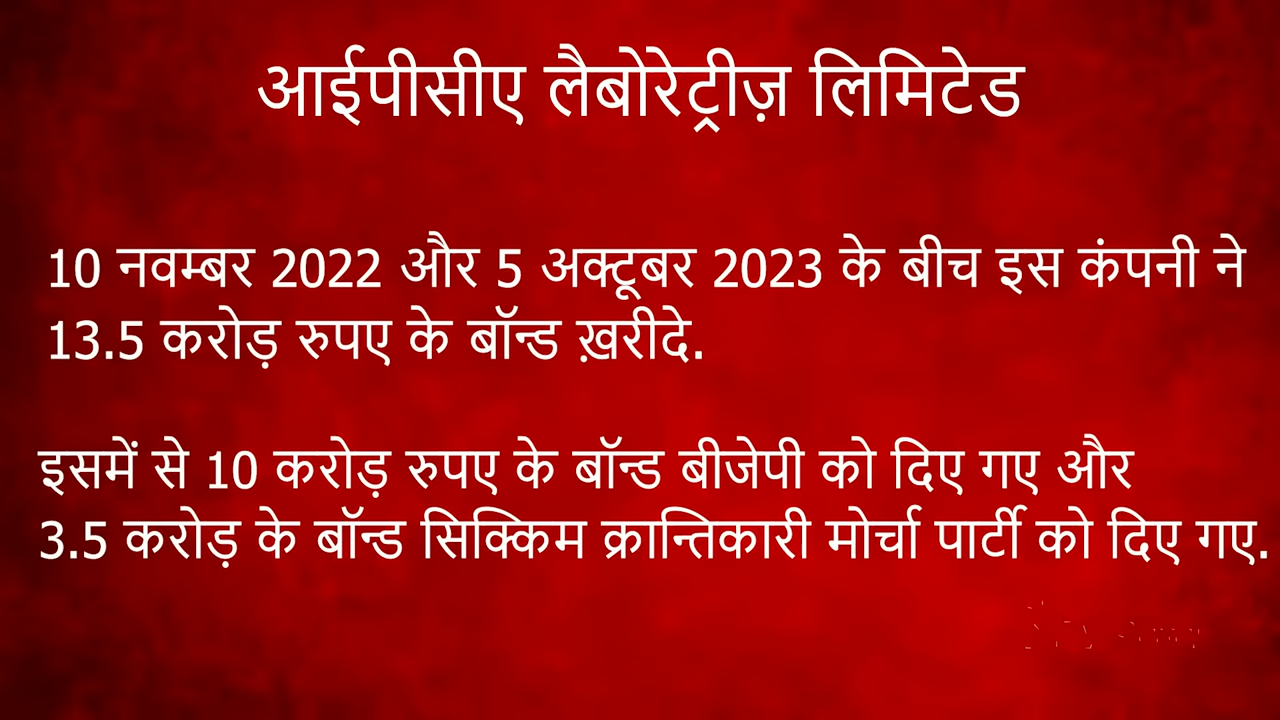 आईपीसीए लैबोरेट्रीज़ लिमिटेड
10 नवम्बर 2022 और 5 अक्टूबर 2023 के बीच इस कंपनी ने
13.5 करोड़ रुपए के बॉन्ड ख़रीदे.
इसमें से 10 करोड़ रुपए के बॉन्ड बीजेपी को दिए गए और
3.5 करोड़ के बॉन्ड सिक्किम क्रान्तिकारी मोर्चा पार्टी को दिए गए.